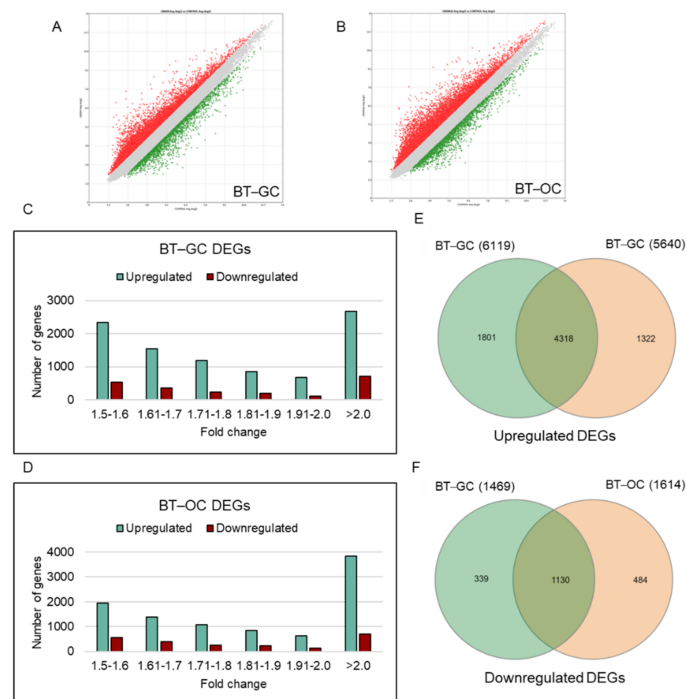 A
B
BT–GC
BT–OC
C
BT–GC DEGs
Upregulated Downregulated
Number of genes
3000
2000
1000
0
1.5-1.6 1.61-1.7 1.71-1.8 1.81-1.9 1.91-2.0 >2.0
Fold change
D
BT–OC DEGs
Upregulated Downregulated
Number of genes
4000
3000
2000
1000
0
1.5-1.6 1.61-1.7 1.71-1.8 1.81-1.9 1.91-2.0 >2.0
Fold change
E
BT–GC (6119)
BT–GC (5640)
1801
4318
1322
Upregulated DEGs
F
BT–GC (1469)
BT–OC (1614)
339
1130
484
Downregulated DEGs